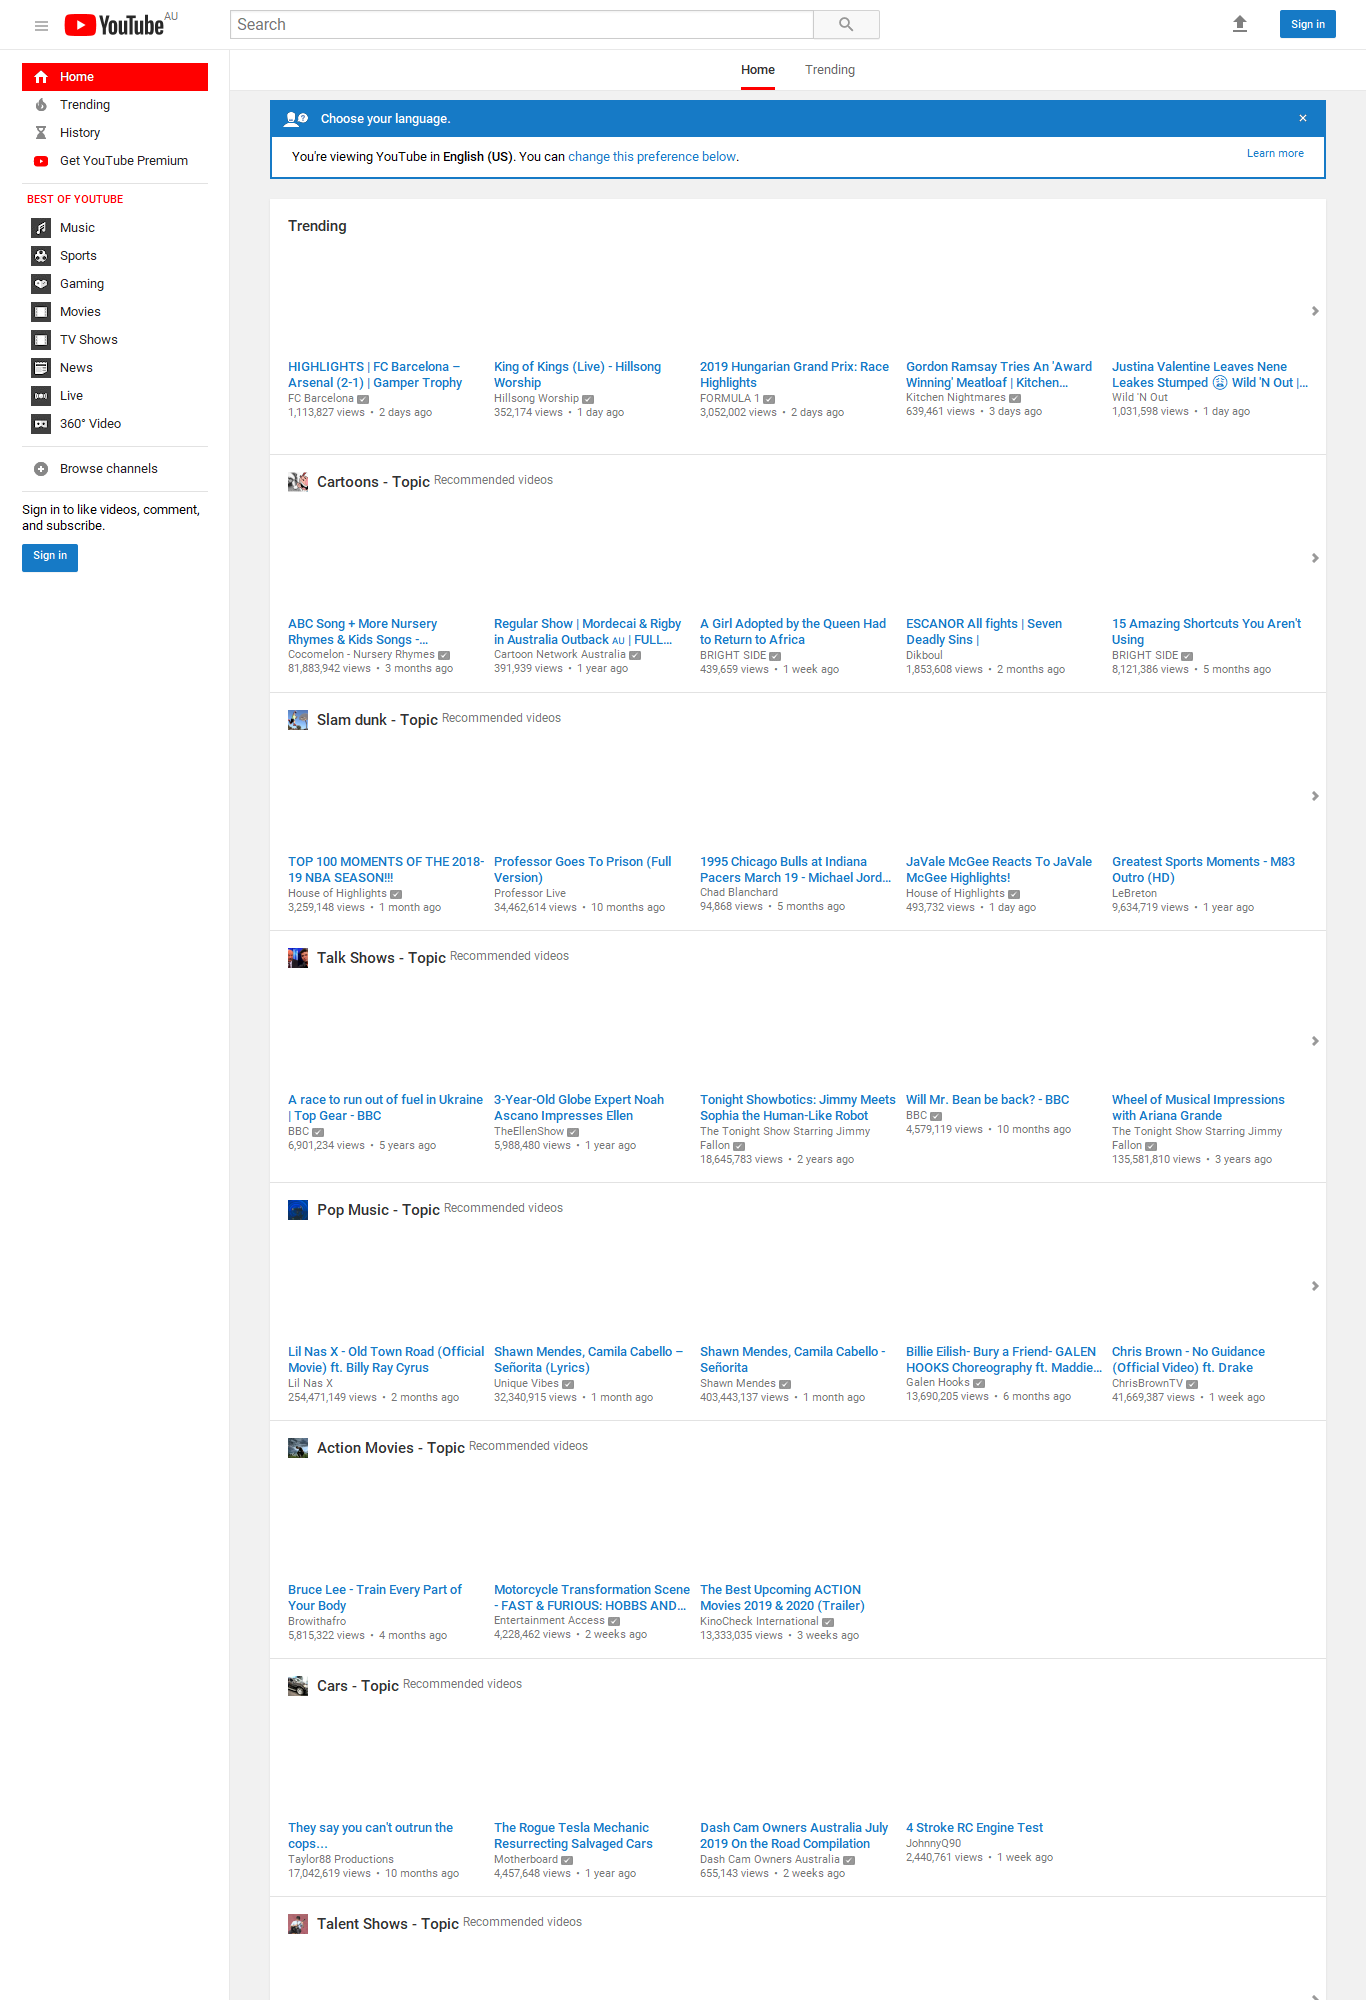 YouTube AU
Search
Sign in
Home
Trending
History
Get YouTube Premium
BEST OF YOUTUBE
Music
Sports
Gaming
Movies
TV Shows
News
Live
360° Video
Browse channels
Sign in to like videos, comment,
and subscribe.
Sign in
Home Trending
Choose your language. ×
You're viewing YouTube in English (US). You can change this preference below. Learn more
Trending
HIGHLIGHTS | FC Barcelona –
Arsenal (2-1) | Gamper Trophy
FC Barcelona
1,113,827 views • 2 days ago
King of Kings (Live) - Hillsong
Worship
Hillsong Worship
352,174 views • 1 day ago
2019 Hungarian Grand Prix: Race
Highlights
FORMULA 1
3,052,002 views • 2 days ago
Gordon Ramsay Tries An 'Award
Winning' Meatloaf | Kitchen...
Kitchen Nightmares
639,461 views • 3 days ago
Justina Valentine Leaves Nene
Leakes Stumped 😩 Wild 'N Out |...
Wild 'N Out
1,031,598 views • 1 day ago
Cartoons - Topic Recommended videos
ABC Song + More Nursery
Rhymes & Kids Songs -...
Cocomelon - Nursery Rhymes
81,883,942 views • 3 months ago
Regular Show | Mordecai & Rigby
in Australia Outback AU | FULL...
Cartoon Network Australia
391,939 views • 1 year ago
A Girl Adopted by the Queen Had
to Return to Africa
BRIGHT SIDE
439,659 views • 1 week ago
ESCANOR All fights | Seven
Deadly Sins |
Dikboul
1,853,608 views • 2 months ago
15 Amazing Shortcuts You Aren't
Using
BRIGHT SIDE
8,121,386 views • 5 months ago
Slam dunk - Topic Recommended videos
TOP 100 MOMENTS OF THE 2018-
19 NBA SEASON!!!
House of Highlights
3,259,148 views • 1 month ago
Professor Goes To Prison (Full
Version)
Professor Live
34,462,614 views • 10 months ago
1995 Chicago Bulls at Indiana
Pacers March 19 - Michael Jord...
Chad Blanchard
94,868 views • 5 months ago
JaVale McGee Reacts To JaVale
McGee Highlights!
House of Highlights
493,732 views • 1 day ago
Greatest Sports Moments - M83
Outro (HD)
LeBreton
9,634,719 views • 1 year ago
Talk Shows - Topic Recommended videos
A race to run out of fuel in Ukraine
| Top Gear - BBC
BBC
6,901,234 views • 5 years ago
3-Year-Old Globe Expert Noah
Ascano Impresses Ellen
TheEllenShow
5,988,480 views • 1 year ago
Tonight Showbotics: Jimmy Meets
Sophia the Human-Like Robot
The Tonight Show Starring Jimmy
Fallon
18,645,783 views • 2 years ago
Will Mr. Bean be back? - BBC
BBC
4,579,119 views • 10 months ago
Wheel of Musical Impressions
with Ariana Grande
The Tonight Show Starring Jimmy
Fallon
135,581,810 views • 3 years ago
Pop Music - Topic Recommended videos
Lil Nas X - Old Town Road (Official
Movie) ft. Billy Ray Cyrus
Lil Nas X
254,471,149 views • 2 months ago
Shawn Mendes, Camila Cabello –
Señorita (Lyrics)
Unique Vibes
32,340,915 views • 1 month ago
Shawn Mendes, Camila Cabello -
Señorita
Shawn Mendes
403,443,137 views • 1 month ago
Billie Eilish- Bury a Friend- GALEN
HOOKS Choreography ft. Maddie...
Galen Hooks
13,690,205 views • 6 months ago
Chris Brown - No Guidance
(Official Video) ft. Drake
ChrisBrownTV
41,669,387 views • 1 week ago
Action Movies - Topic Recommended videos
Bruce Lee - Train Every Part of
Your Body
Browithafro
5,815,322 views • 4 months ago
Motorcycle Transformation Scene
- FAST & FURIOUS: HOBBS AND...
Entertainment Access
4,228,462 views • 2 weeks ago
The Best Upcoming ACTION
Movies 2019 & 2020 (Trailer)
KinoCheck International
13,333,035 views • 3 weeks ago
Cars - Topic Recommended videos
They say you can't outrun the
cops...
Taylor88 Productions
17,042,619 views • 10 months ago
The Rogue Tesla Mechanic
Resurrecting Salvaged Cars
Motherboard
4,457,648 views • 1 year ago
Dash Cam Owners Australia July
2019 On the Road Compilation
Dash Cam Owners Australia
655,143 views • 2 weeks ago
4 Stroke RC Engine Test
JohnnyQ90
2,440,761 views • 1 week ago
Talent Shows - Topic Recommended videos